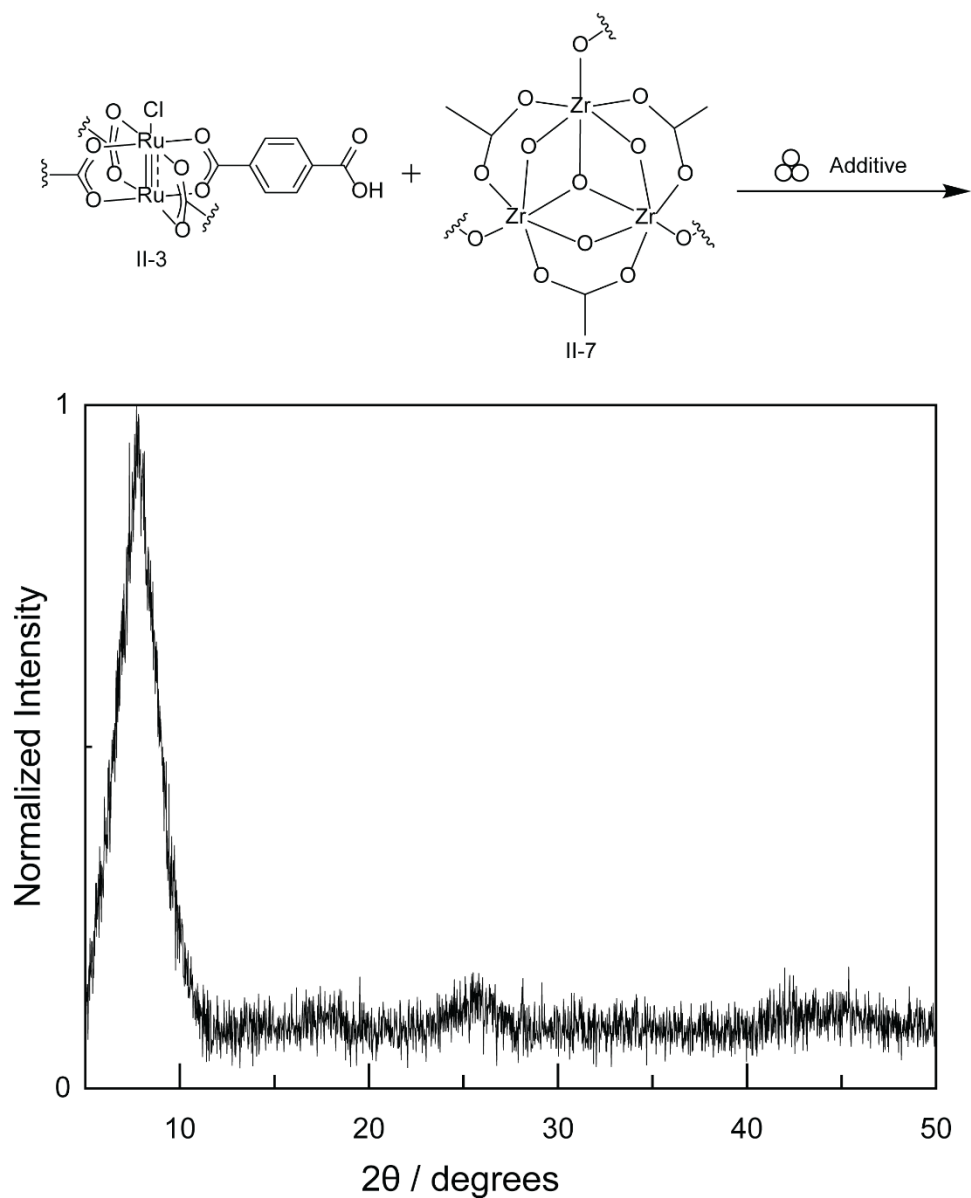 O
Zr
O
O
O
O
O
O
Zr
Zr
O
O
O
O
O
O
II-7
O
Cl
O
O
Ru
O
O
O
Ru
O
O
O
OH
II-3
+
Additive
1
0
Normalized Intensity
10
20
30
40
50
2θ / degrees